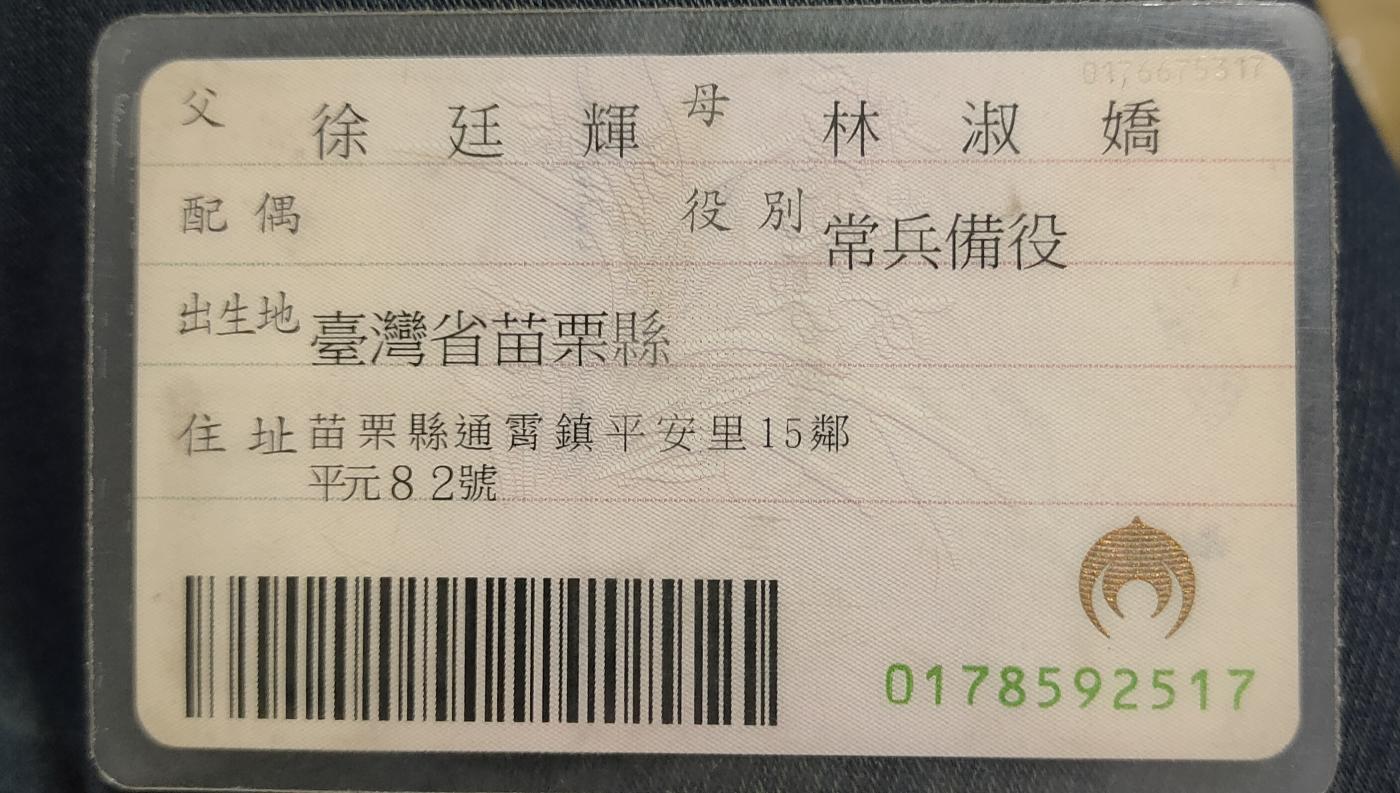 父 徐廷輝 母 林淑嬌
配偶 役別 常兵備役
出生地 臺灣省苗栗縣
住址 苗栗縣通霄鎮平安里15鄰
平元82號
0178592517